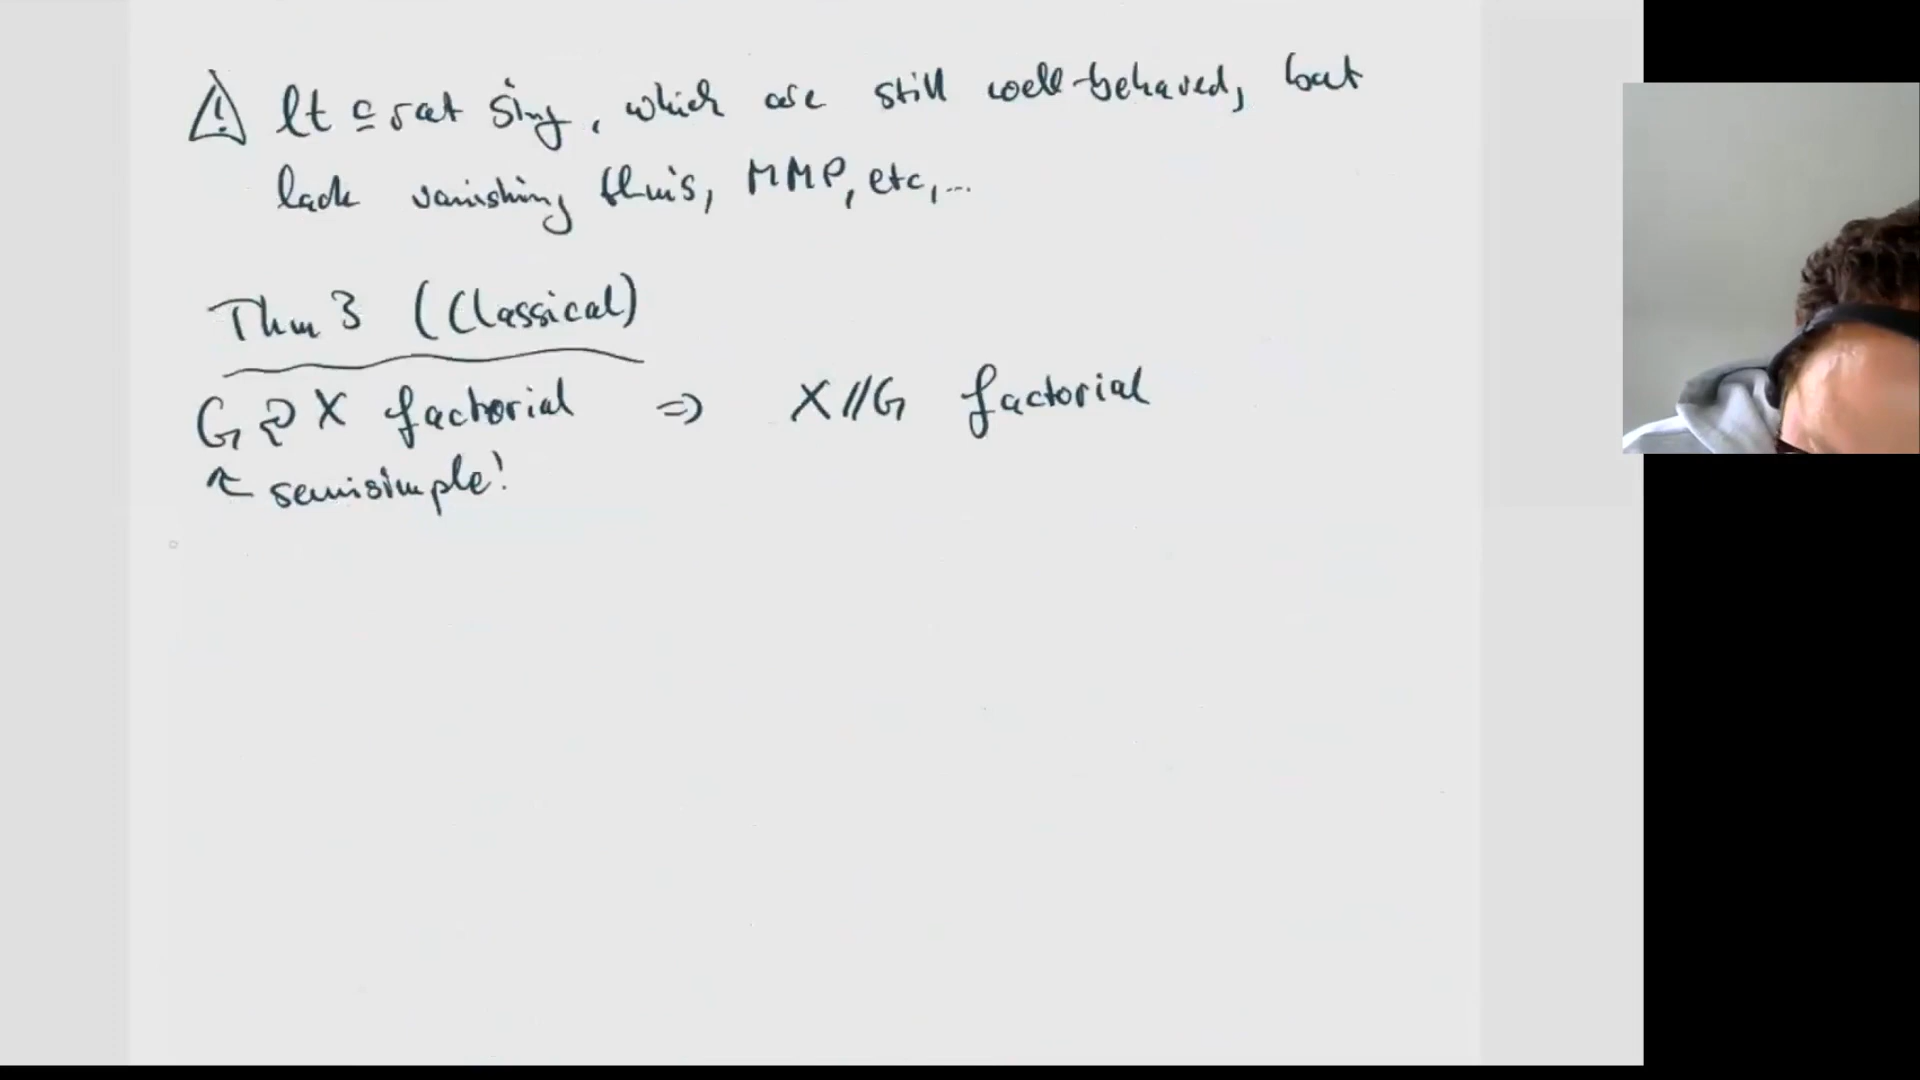 ⚠ lt ⊆ rat sing, which are still well-behaved, but
lack vanishing thms, MMP, etc, ...
Thm 3 (Classical)
G ↻ X factorial ⇒ X//G factorial
↖ semisimple!